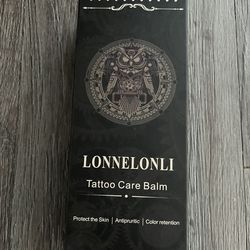 LONNELONLI
Tattoo Care Balm
Protect the Skin | Antipruritic | Color retention